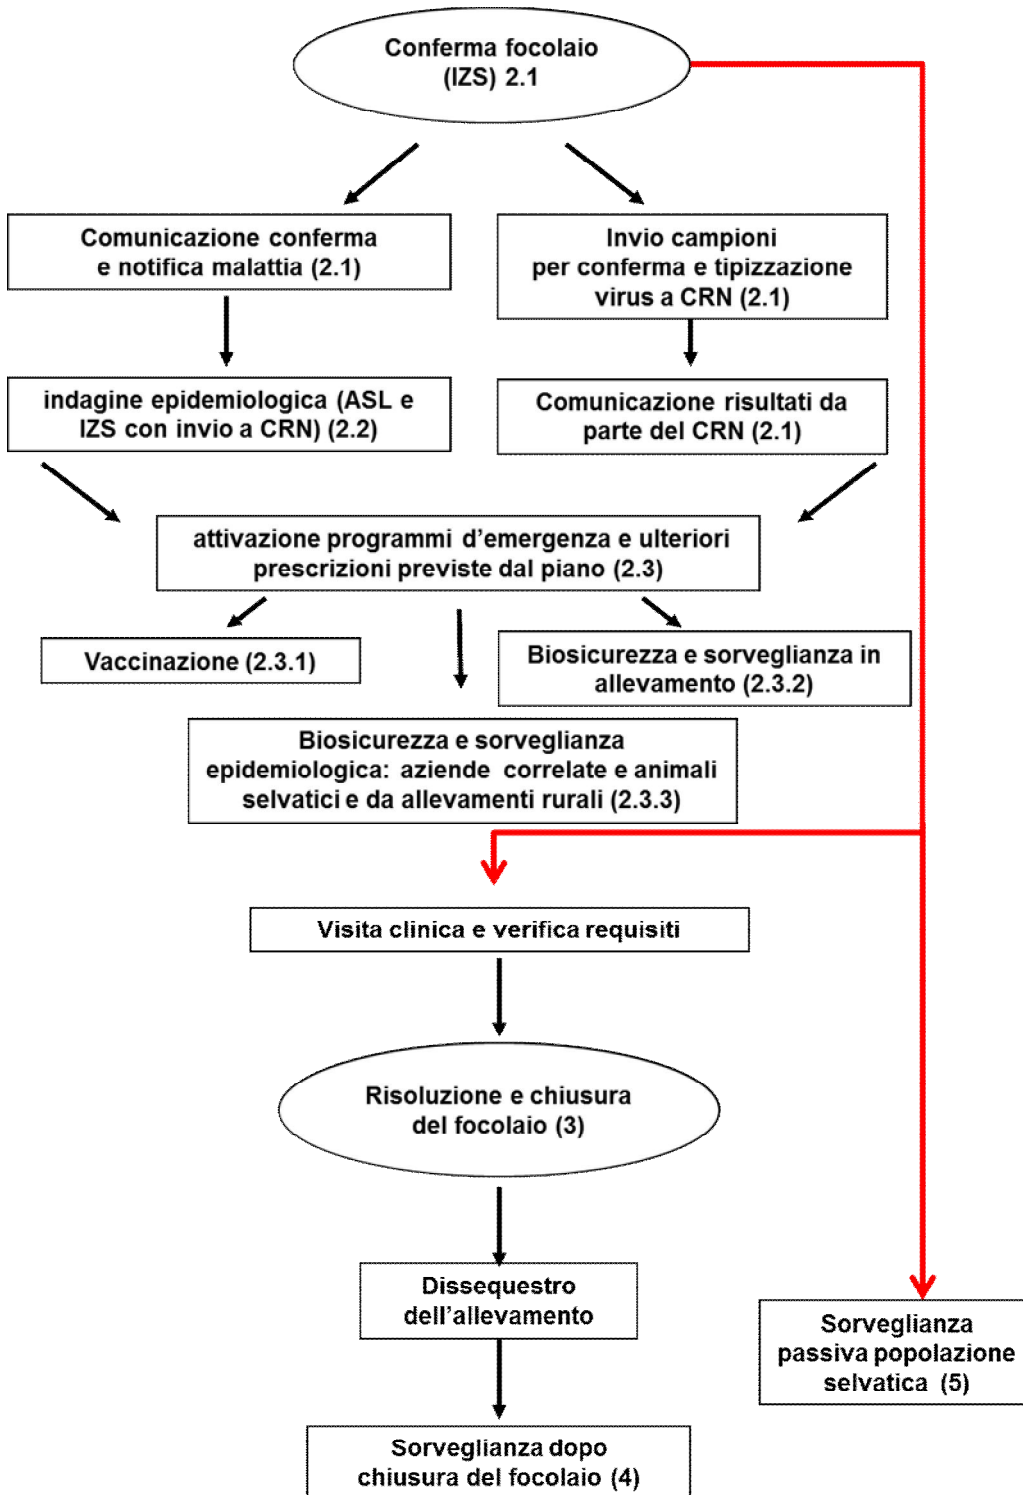 Conferma focolaio
(IZS) 2.1
Comunicazione conferma
e notifica malattia (2.1)
Invio campioni
per conferma e tipizzazione
virus a CRN (2.1)
indagine epidemiologica (ASL e
IZS con invio a CRN) (2.2)
Comunicazione risultati da
parte del CRN (2.1)
attivazione programmi d'emergenza e ulteriori
prescrizioni previste dal piano (2.3)
Vaccinazione (2.3.1)
Biosicurezza e sorveglianza in
allevamento (2.3.2)
Biosicurezza e sorveglianza
epidemiologica: aziende correlate e animali
selvatici e da allevamenti rurali (2.3.3)
Visita clinica e verifica requisiti
Risoluzione e chiusura
del focolaio (3)
Dissequestro
dell'allevamento
Sorveglianza
passiva popolazione
selvatica (5)
Sorveglianza dopo
chiusura del focolaio (4)